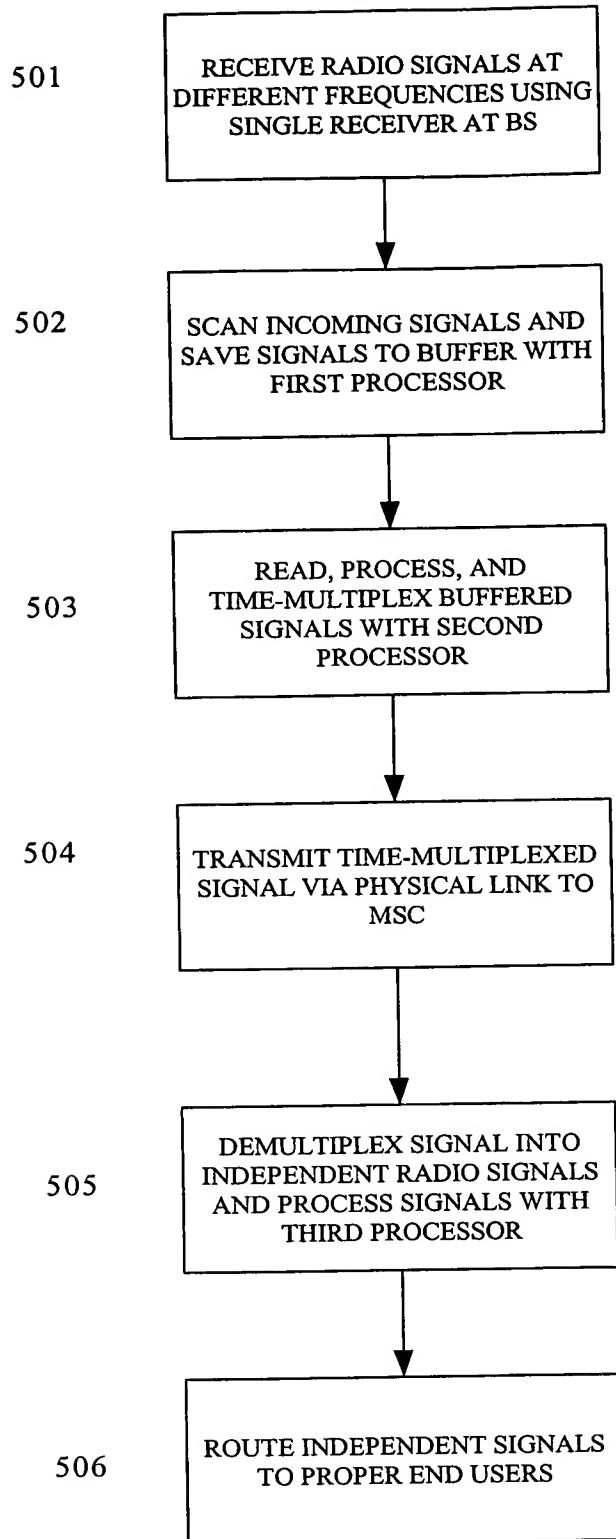 501
RECEIVE RADIO SIGNALS AT
DIFFERENT FREQUENCIES USING
SINGLE RECEIVER AT BS
502
SCAN INCOMING SIGNALS AND
SAVE SIGNALS TO BUFFER WITH
FIRST PROCESSOR
503
READ, PROCESS, AND
TIME-MULTIPLEX BUFFERED
SIGNALS WITH SECOND
PROCESSOR
504
TRANSMIT TIME-MULTIPLEXED
SIGNAL VIA PHYSICAL LINK TO
MSC
505
DEMULTIPLEX SIGNAL INTO
INDEPENDENT RADIO SIGNALS
AND PROCESS SIGNALS WITH
THIRD PROCESSOR
506
ROUTE INDEPENDENT SIGNALS
TO PROPER END USERS